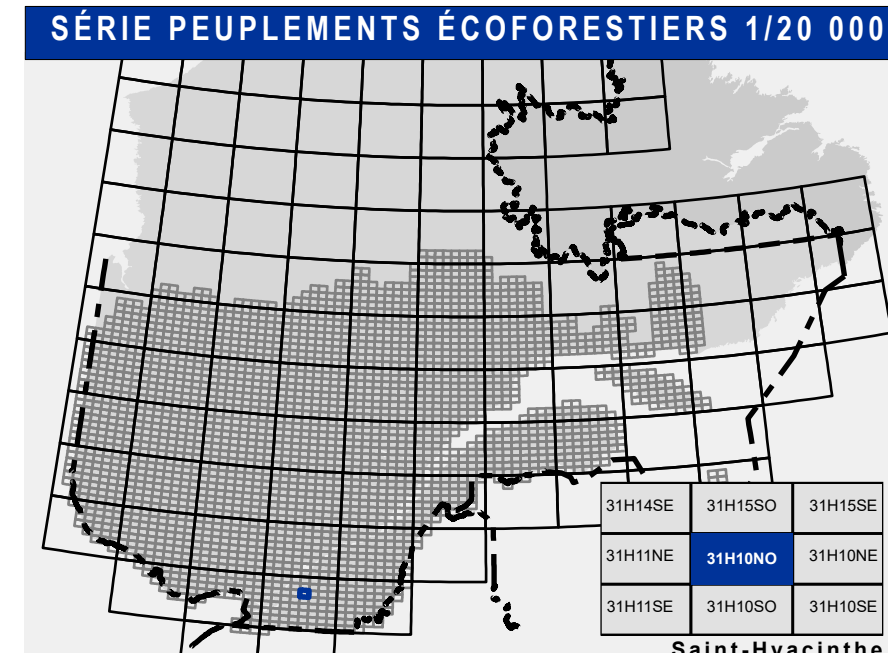 SÉRIE PEUPLEMENTS ÉCOFORESTIERS 1/20 000
31H14SE 31H15SO 31H15SE
31H11NE 31H10NO 31H10NE
31H11SE 31H10SO 31H10SE
Saint-Hyacinthe